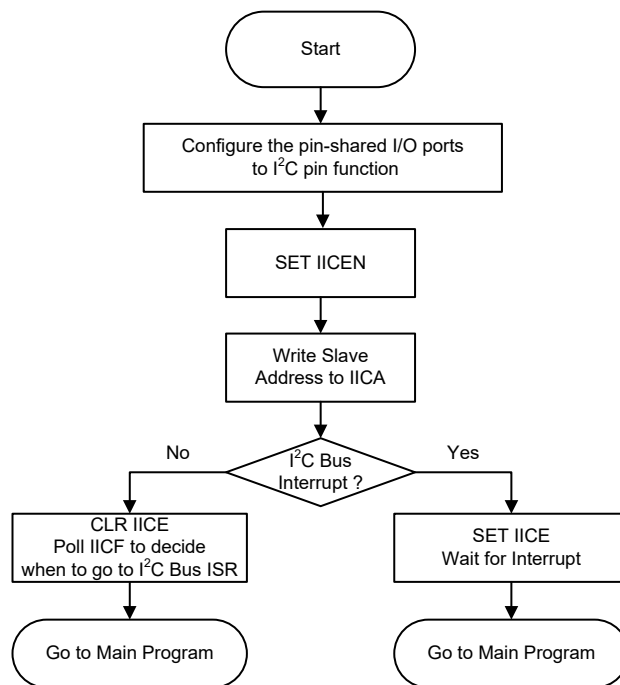 Start
Configure the pin-shared I/O ports
to I²C pin function
SET IICEN
Write Slave
Address to IICA
I²C Bus
Interrupt ?
No
Yes
CLR IICE
Poll IICF to decide
when to go to I²C Bus ISR
SET IICE
Wait for Interrupt
Go to Main Program
Go to Main Program